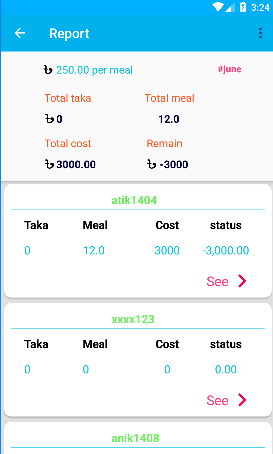 3:24
Report
৳ 250.00 per meal #june
Total taka Total meal
৳ 0 12.0
Total cost Remain
৳ 3000.00 ৳ -3000
atik1404
Taka Meal Cost status
0 12.0 3000 -3,000.00
See
xxxx123
Taka Meal Cost status
0 0 0 0.00
See
anik1408